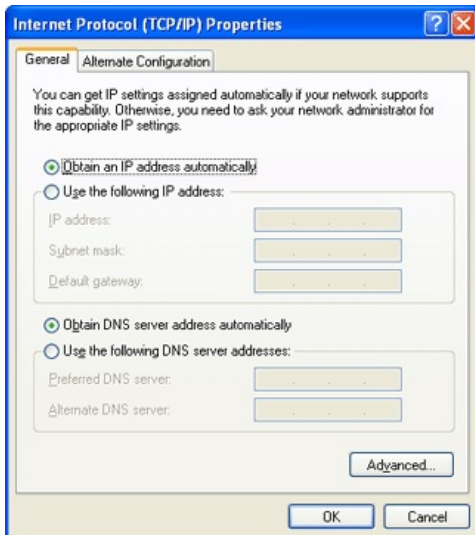 Internet Protocol (TCP/IP) Properties
General
Alternate Configuration
You can get IP settings assigned automatically if your network supports
this capability. Otherwise, you need to ask your network administrator for
the appropriate IP settings.
Obtain an IP address automatically
Use the following IP address:
IP address:
Subnet mask:
Default gateway:
Obtain DNS server address automatically
Use the following DNS server addresses:
Preferred DNS server:
Alternate DNS server:
Advanced...
OK
Cancel